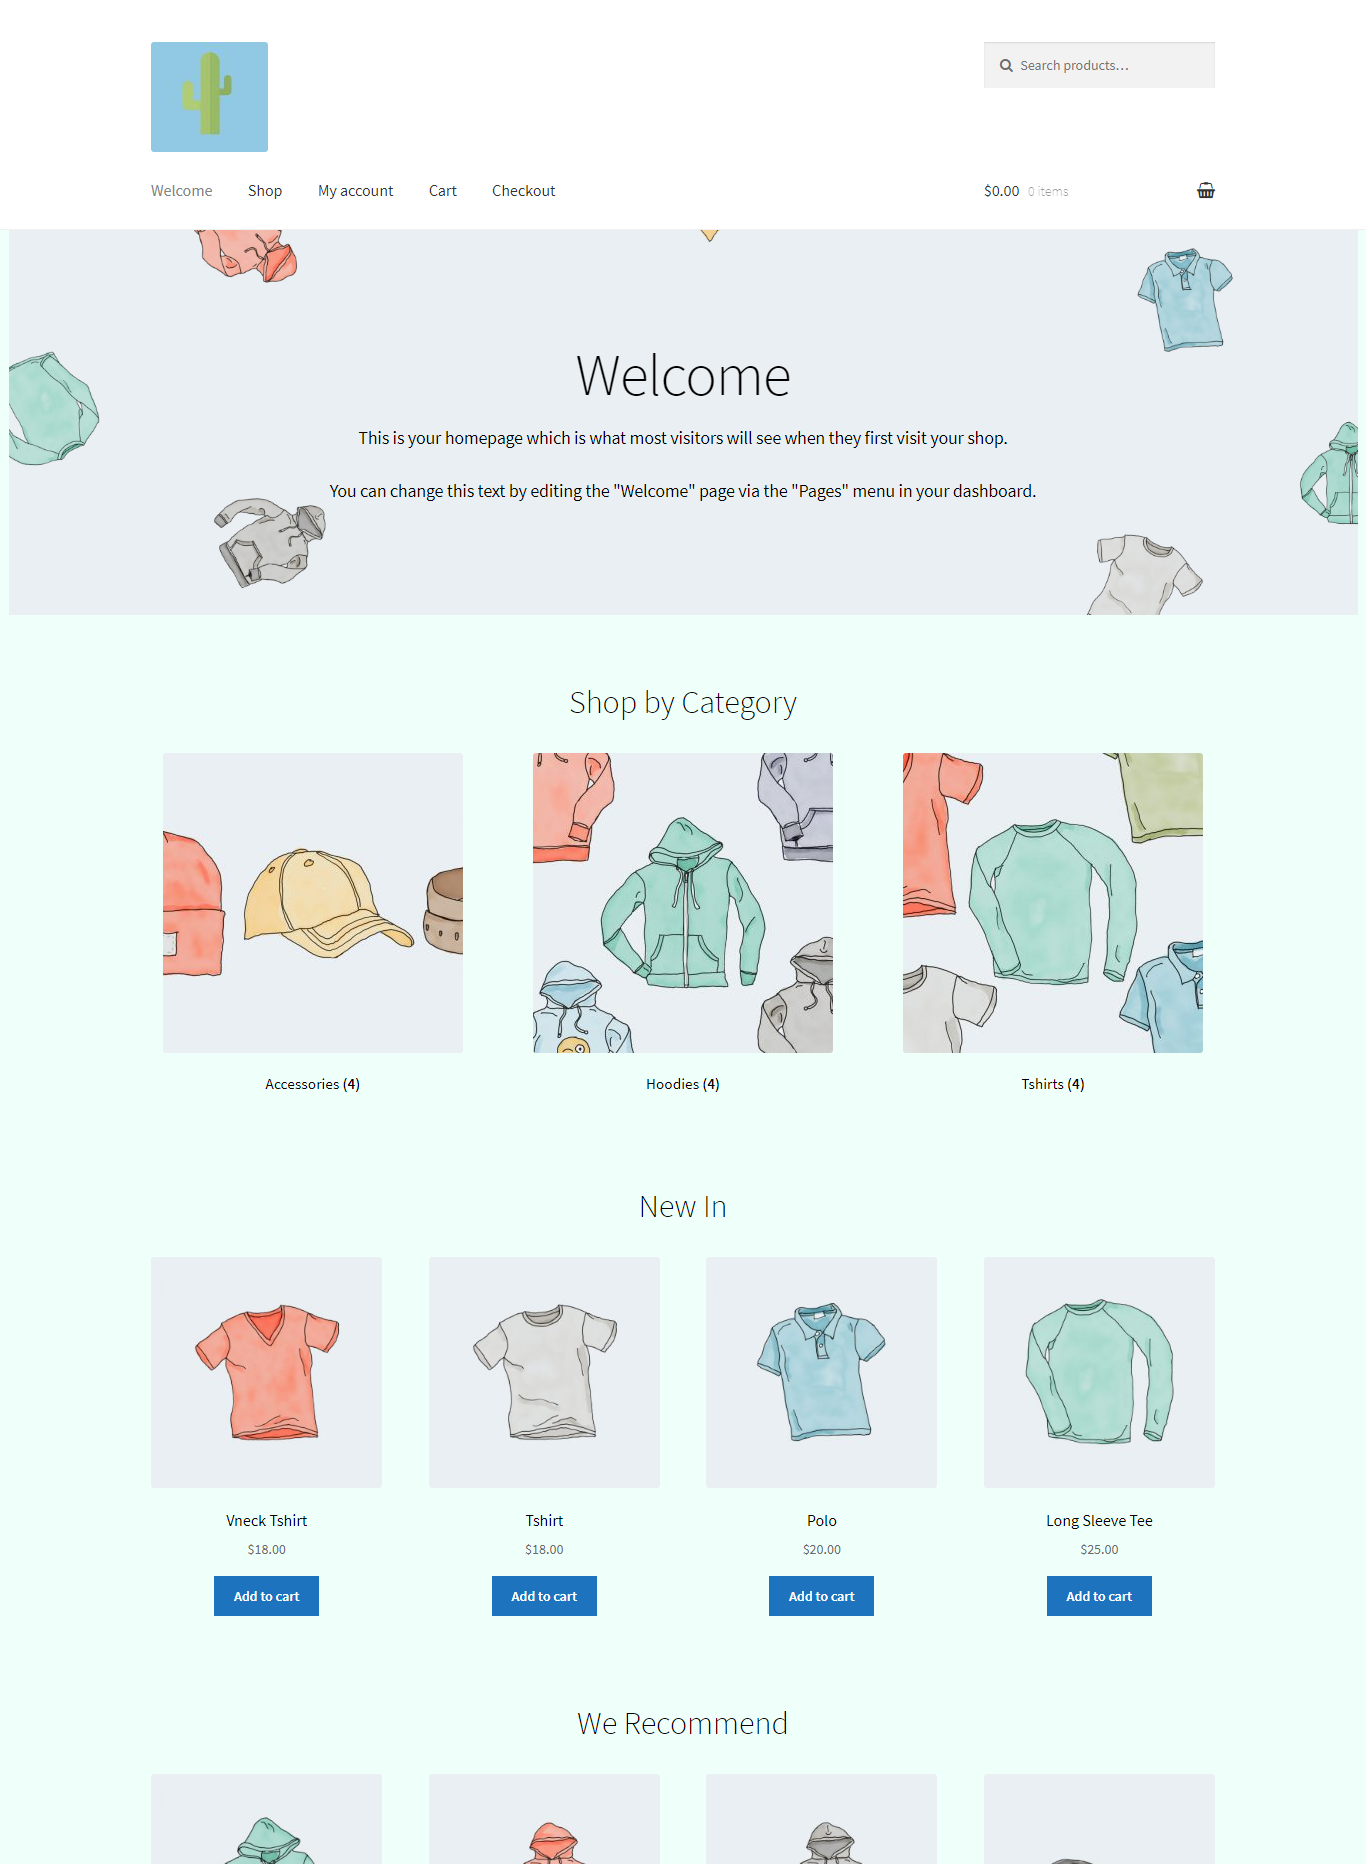 Search products…
Welcome Shop My account Cart Checkout $0.00 0 items
Welcome
This is your homepage which is what most visitors will see when they first visit your shop.
You can change this text by editing the "Welcome" page via the "Pages" menu in your dashboard.
Shop by Category
Accessories (4) Hoodies (4) Tshirts (4)
New In
Vneck Tshirt Tshirt Polo Long Sleeve Tee
$18.00 $18.00 $20.00 $25.00
Add to cart Add to cart Add to cart Add to cart
We Recommend